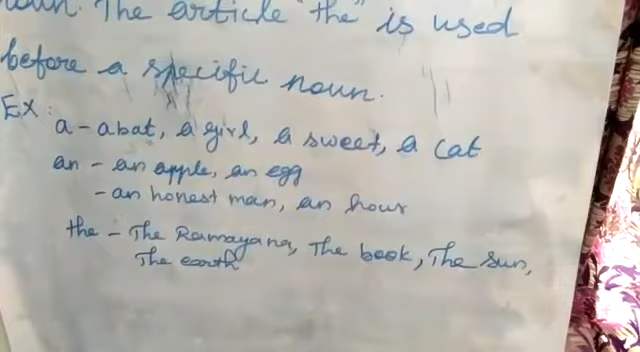 noun. The article "the" is used
before a specific noun.
Ex:
a - a bat, a girl, a sweet, a cat
an - an apple, an egg
- an honest man, an hour
the - The Ramayana, The book, The sun,
The earth